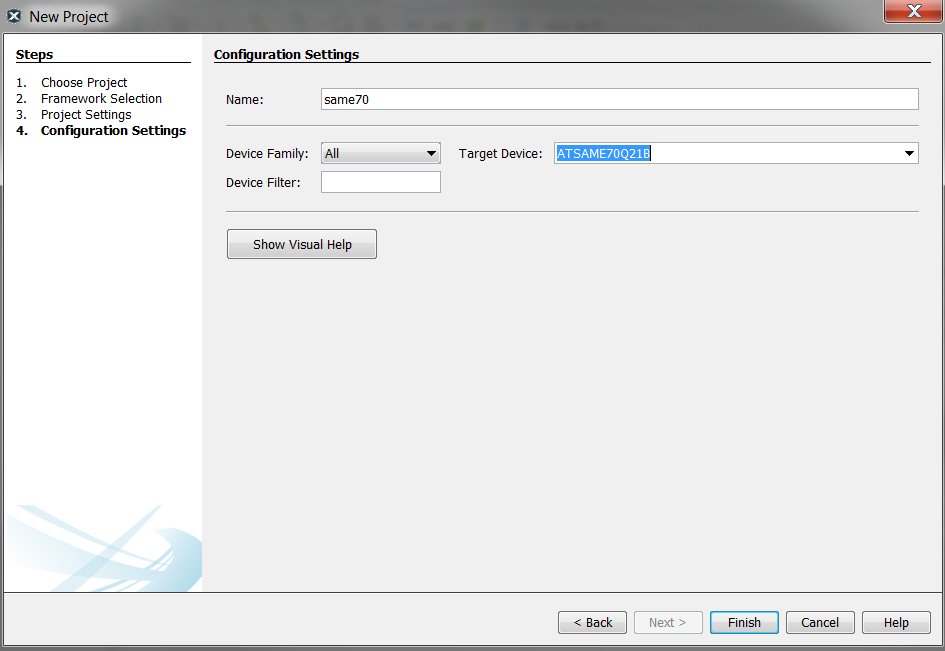 New Project
Steps
1. Choose Project
2. Framework Selection
3. Project Settings
4. Configuration Settings
Configuration Settings
Name: same70
Device Family: All Target Device: ATSAME70Q21B
Device Filter:
Show Visual Help
< Back Next > Finish Cancel Help